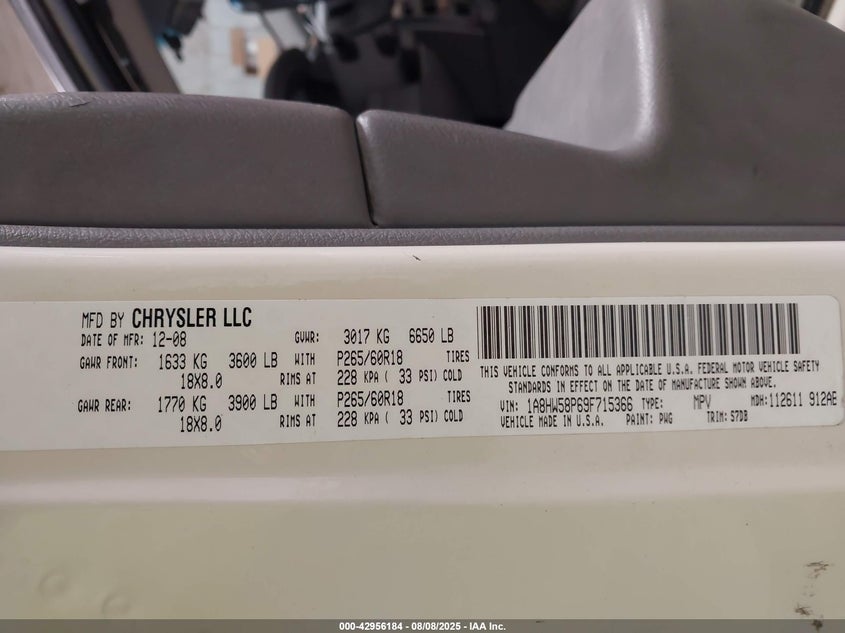 MFD BY CHRYSLER LLC
DATE OF MFR: 12-08 GVWR: 3017 KG 6650 LB
GAWR FRONT: 1633 KG 3600 LB WITH P265/60R18 TIRES
18X8.0 RIMS AT 228 KPA ( 33 PSI) COLD
GAWR REAR: 1770 KG 3900 LB WITH P265/60R18 TIRES
18X8.0 RIMS AT 228 KPA ( 33 PSI) COLD
THIS VEHICLE CONFORMS TO ALL APPLICABLE U.S.A. FEDERAL MOTOR VEHICLE SAFETY
STANDARDS IN EFFECT ON THE DATE OF MANUFACTURE SHOWN ABOVE.
VIN: 1A8HW58P69F715366 TYPE: MPV MDH: 112611 912AE
VEHICLE MADE IN U.S.A. PAINT: PWG TRIM: S7DB
000-42956184 - 08/08/2025 - IAA Inc.